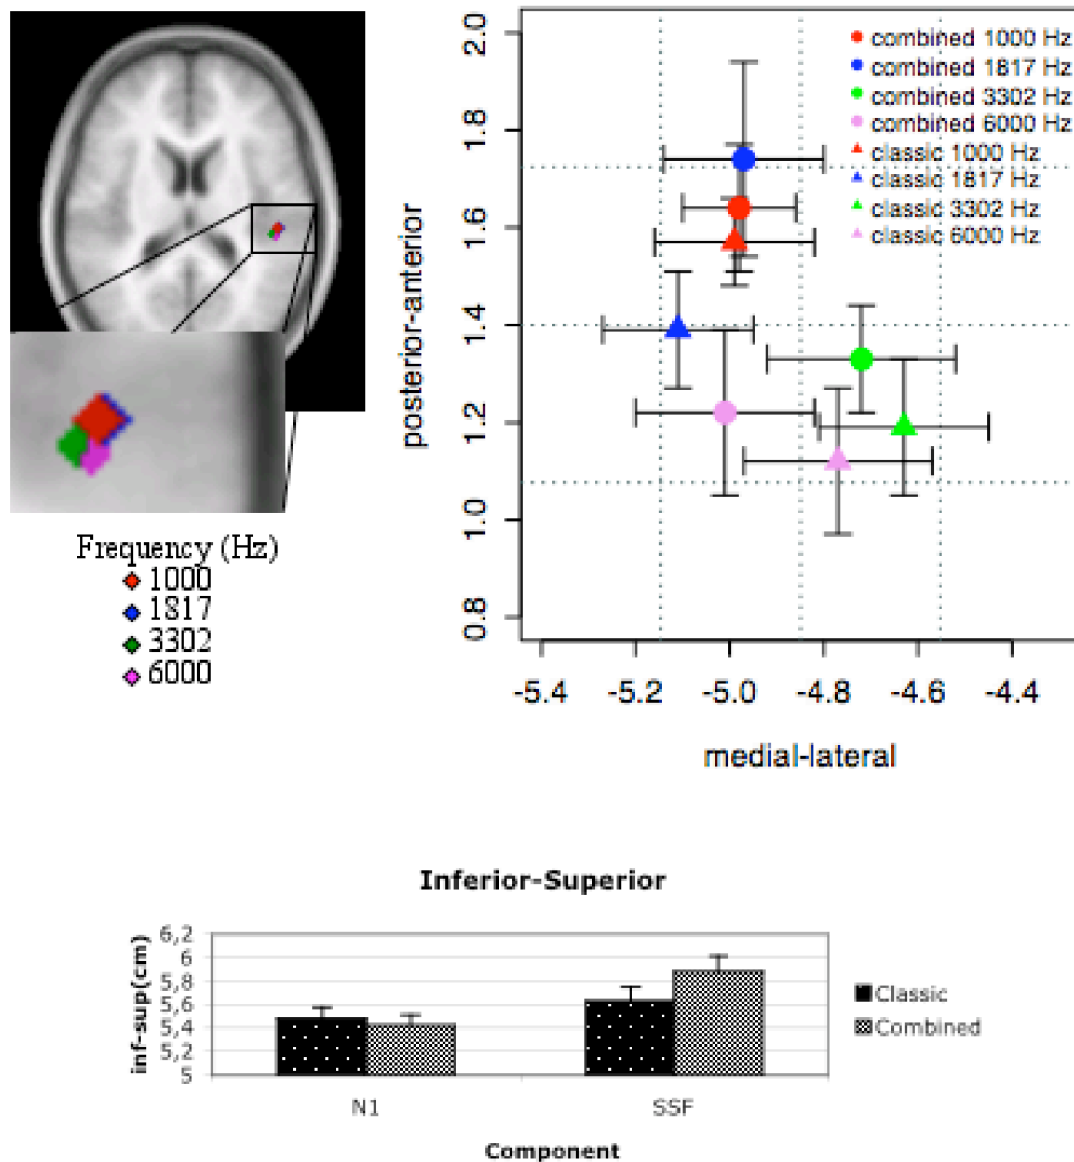 Frequency (Hz)
1000
1817
3302
6000
posterior-anterior
2.0
1.8
1.6
1.4
1.2
1.0
0.8
combined 1000 Hz
combined 1817 Hz
combined 3302 Hz
combined 6000 Hz
classic 1000 Hz
classic 1817 Hz
classic 3302 Hz
classic 6000 Hz
-5.4 -5.2 -5.0 -4.8 -4.6 -4.4
medial-lateral
Inferior-Superior
inf-sup(cm)
6,2
6
5,8
5,6
5,4
5,2
5
Classic
Combined
N1 SSF
Component